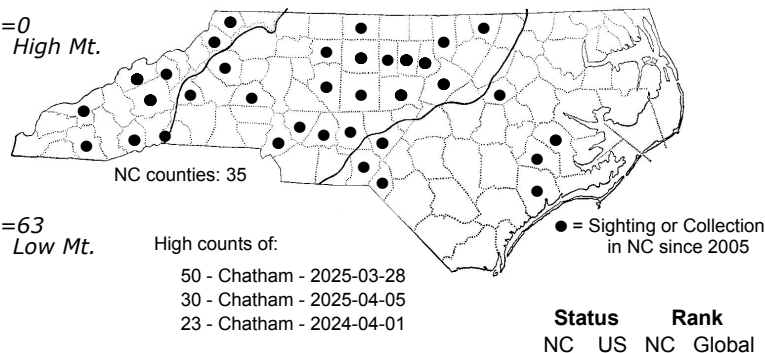 =0
High Mt.
NC counties: 35
=63
Low Mt.
High counts of:
50 - Chatham - 2025-03-28
30 - Chatham - 2025-04-05
23 - Chatham - 2024-04-01
● = Sighting or Collection
in NC since 2005
Status Rank
NC US NC Global